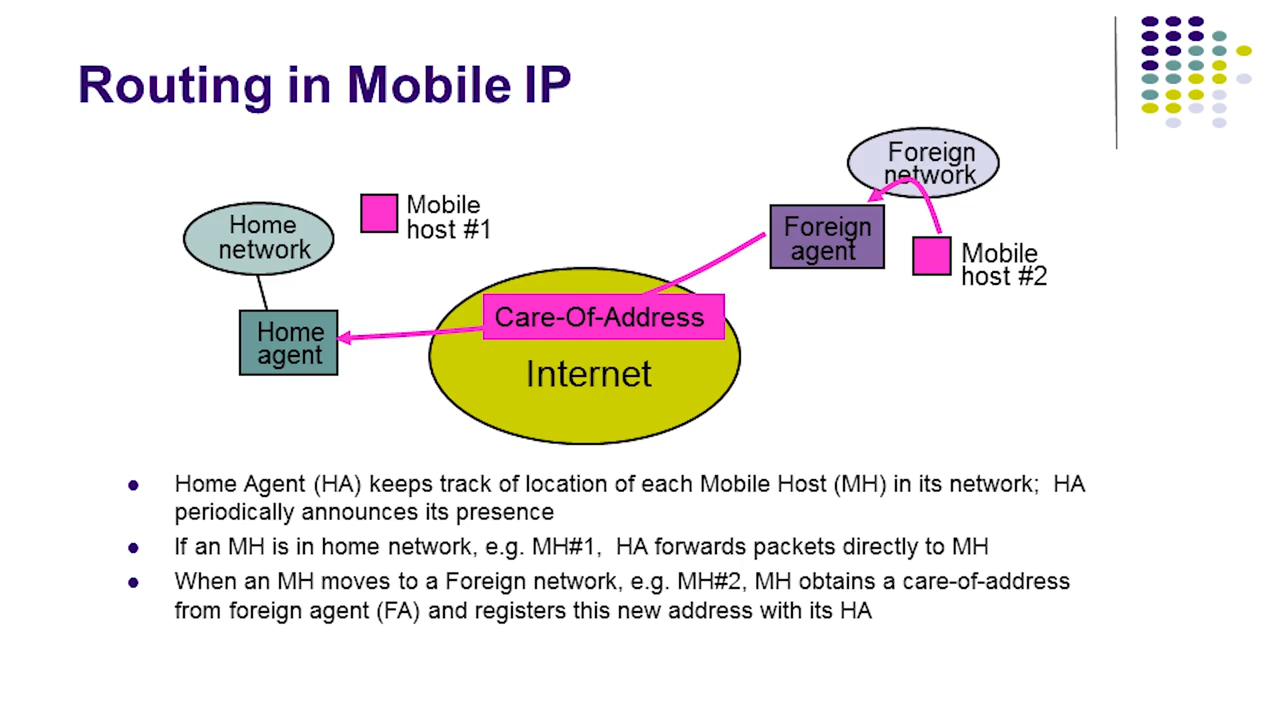 Routing in Mobile IP
Foreign
network
Mobile
host #1
Home
network
Foreign
agent
Mobile
host #2
Care-Of-Address
Home
agent
Internet
Home Agent (HA) keeps track of location of each Mobile Host (MH) in its network; HA
periodically announces its presence
If an MH is in home network, e.g. MH#1, HA forwards packets directly to MH
When an MH moves to a Foreign network, e.g. MH#2, MH obtains a care-of-address
from foreign agent (FA) and registers this new address with its HA